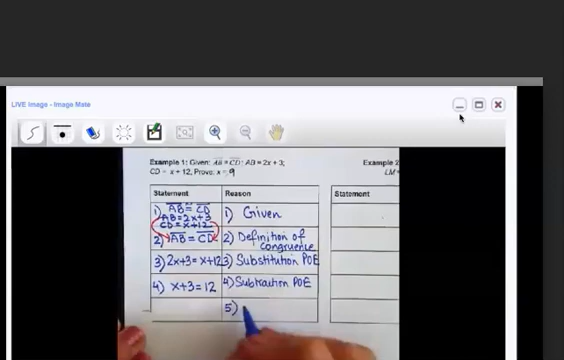 LIVE Image - Image Mate
Example 1: Given: AB ≅ CD; AB = 2x + 3;
CD = x + 12, Prove: x = 9
Statement
Reason
1) AB ≅ CD
AB = 2x+3
CD = x+12
1) Given
2) AB = CD
2) Definition of
congruence
3) 2x+3 = x+12
3) Substitution POE
4) x+3 = 12
4) Subtraction POE
5)
Example 2
LM =
Statement